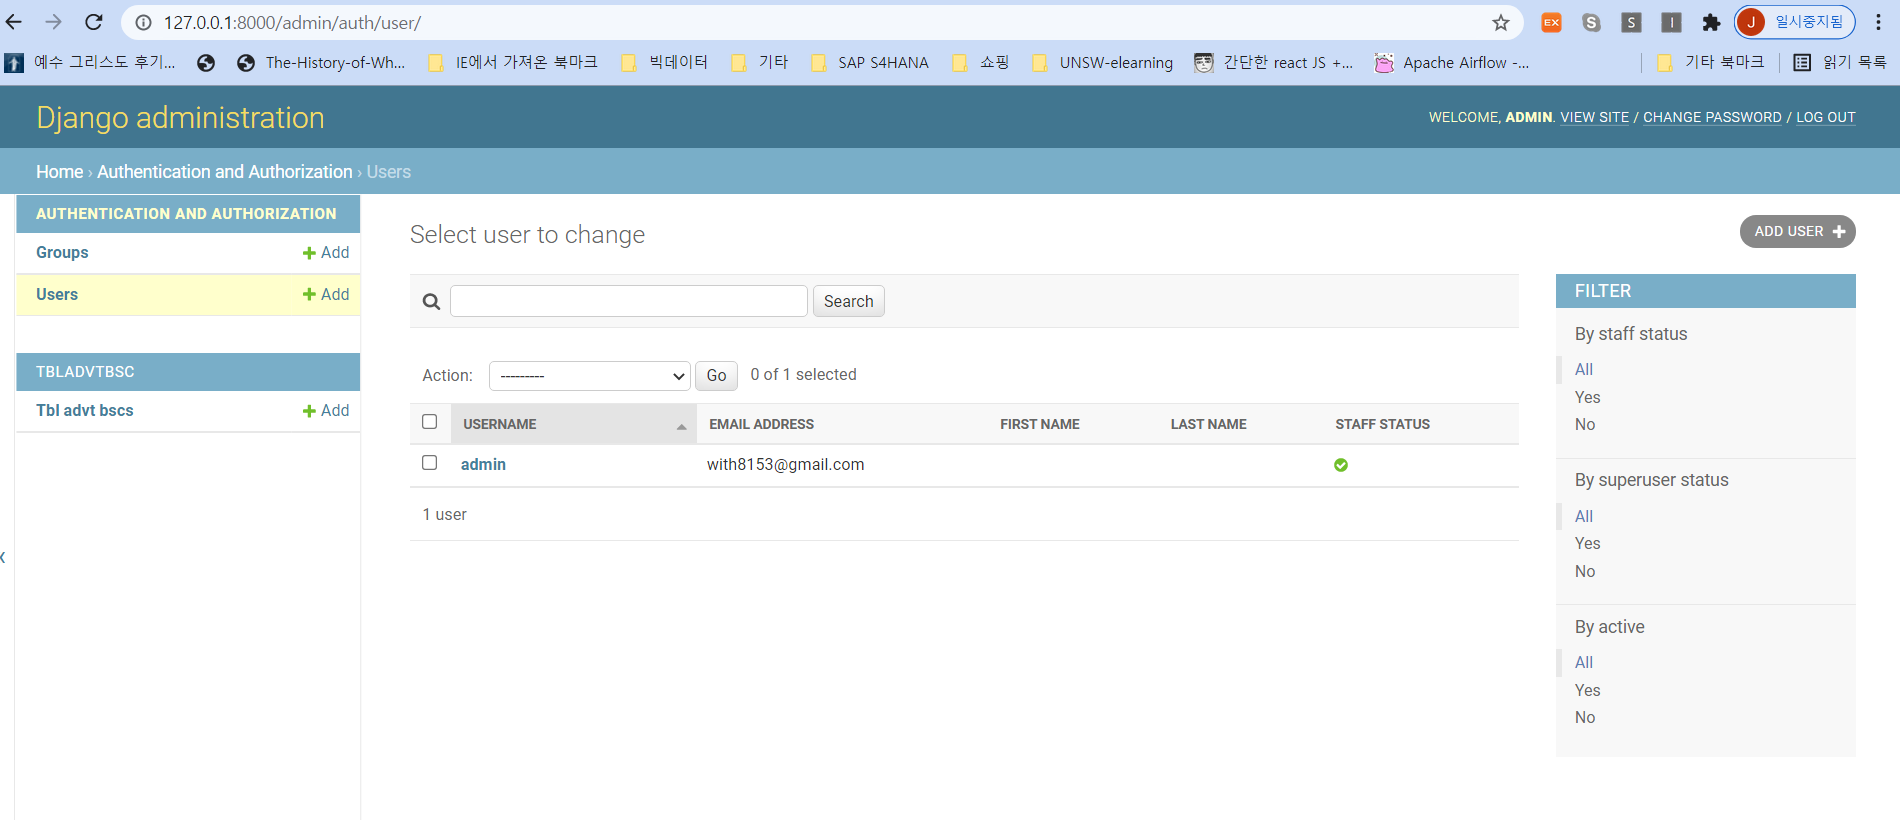 127.0.0.1:8000/admin/auth/user/ EX S S I J 일시중지됨
예수 그리스도 후기... The-History-of-Wh... IE에서 가져온 북마크 빅데이터 기타 SAP S4HANA 쇼핑 UNSW-elearning 간단한 react JS +... Apache Airflow -... 기타 북마크 읽기 목록
Django administration
WELCOME, ADMIN. VIEW SITE / CHANGE PASSWORD / LOG OUT
Home › Authentication and Authorization › Users
AUTHENTICATION AND AUTHORIZATION
Groups + Add
Users + Add
TBLADVTBSC
Tbl advt bscs + Add
Select user to change
ADD USER +
Search
Action: --------- Go 0 of 1 selected
USERNAME EMAIL ADDRESS FIRST NAME LAST NAME STAFF STATUS
admin with8153@gmail.com
1 user
FILTER
By staff status
All
Yes
No
By superuser status
All
Yes
No
By active
All
Yes
No